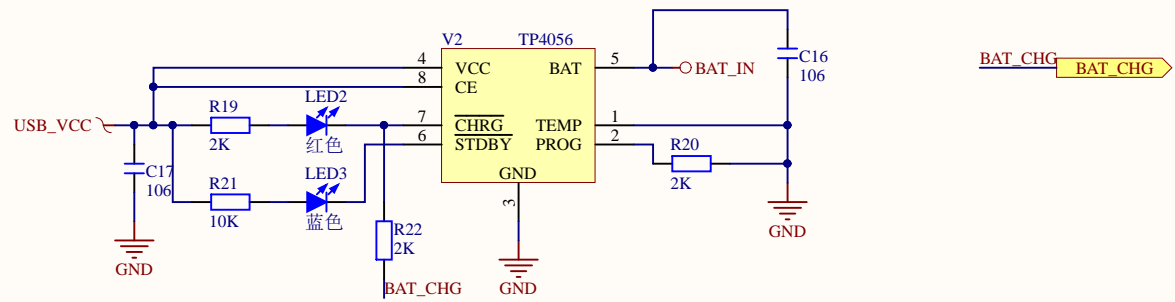 V2
TP4056
4
VCC
BAT
5
BAT_IN
C16
106
BAT_CHG
BAT_CHG
8
CE
USB_VCC
R19
2K
LED2
红色
7
CHRG
TEMP
1
6
STDBY
PROG
2
R20
2K
C17
106
R21
10K
LED3
蓝色
GND
3
R22
2K
GND
GND
GND
BAT_CHG